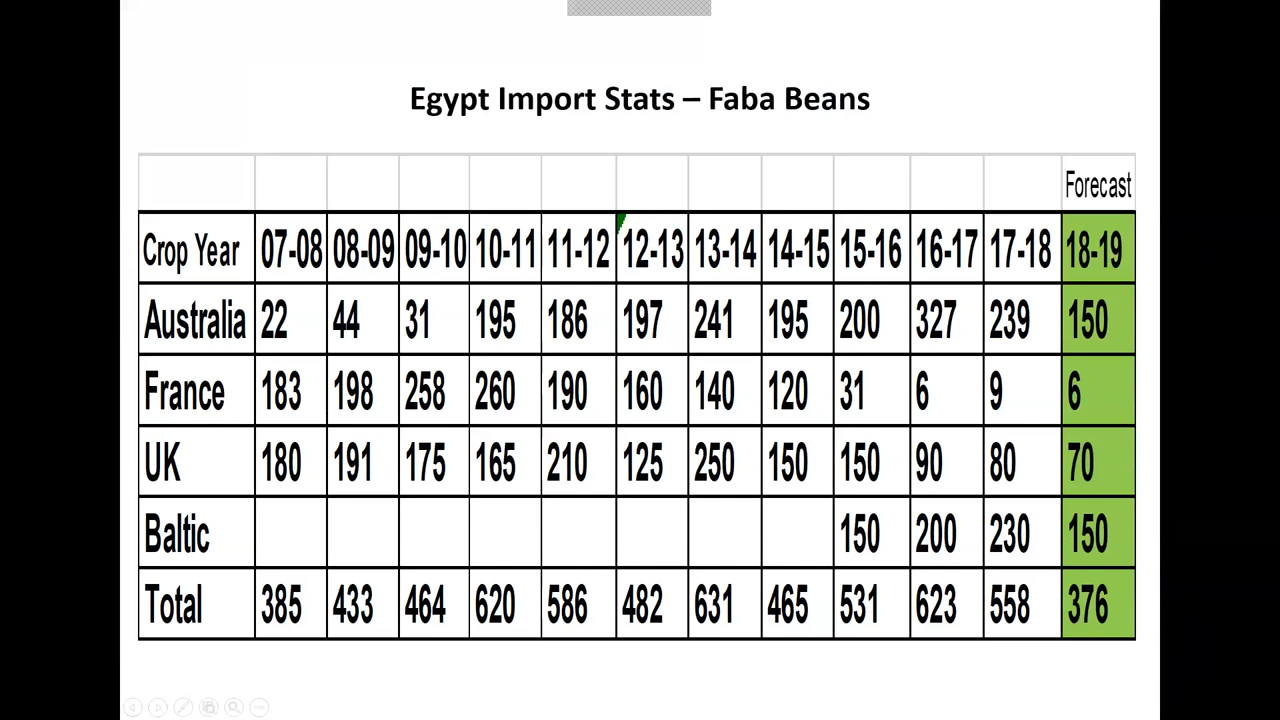 Egypt Import Stats – Faba Beans
Forecast
Crop Year 07-08 08-09 09-10 10-11 11-12 12-13 13-14 14-15 15-16 16-17 17-18 18-19
Australia 22 44 31 195 186 197 241 195 200 327 239 150
France 183 198 258 260 190 160 140 120 31 6 9 6
UK 180 191 175 165 210 125 250 150 150 90 80 70
Baltic 150 200 230 150
Total 385 433 464 620 586 482 631 465 531 623 558 376